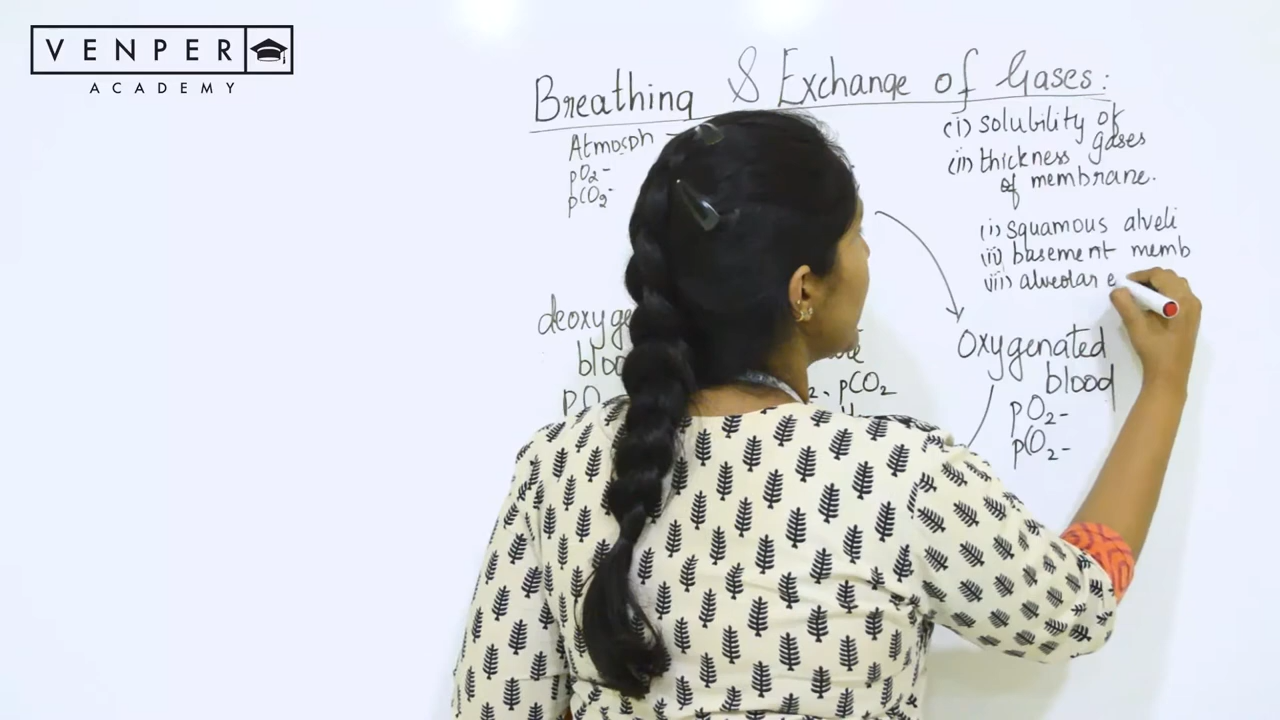 VENPER
ACADEMY
Breathing & Exchange of Gases:
Atmosph
pO2-
pCO2-
(i) solubility of
gases
(ii) thickness
of membrane.
(i) squamous alveli
(ii) basement memb
(iii) alveolar e
deoxyge
bloo
pO
pCO2
Oxygenated
blood
pO2-
pCO2-